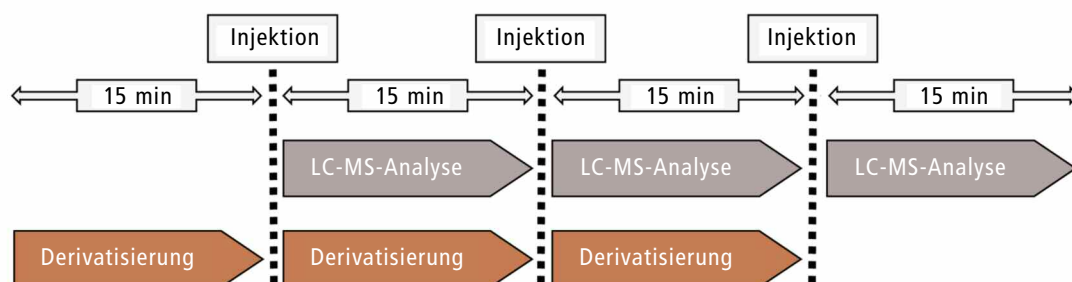 Injektion Injektion Injektion
15 min 15 min 15 min 15 min
LC-MS-Analyse LC-MS-Analyse LC-MS-Analyse
Derivatisierung Derivatisierung Derivatisierung